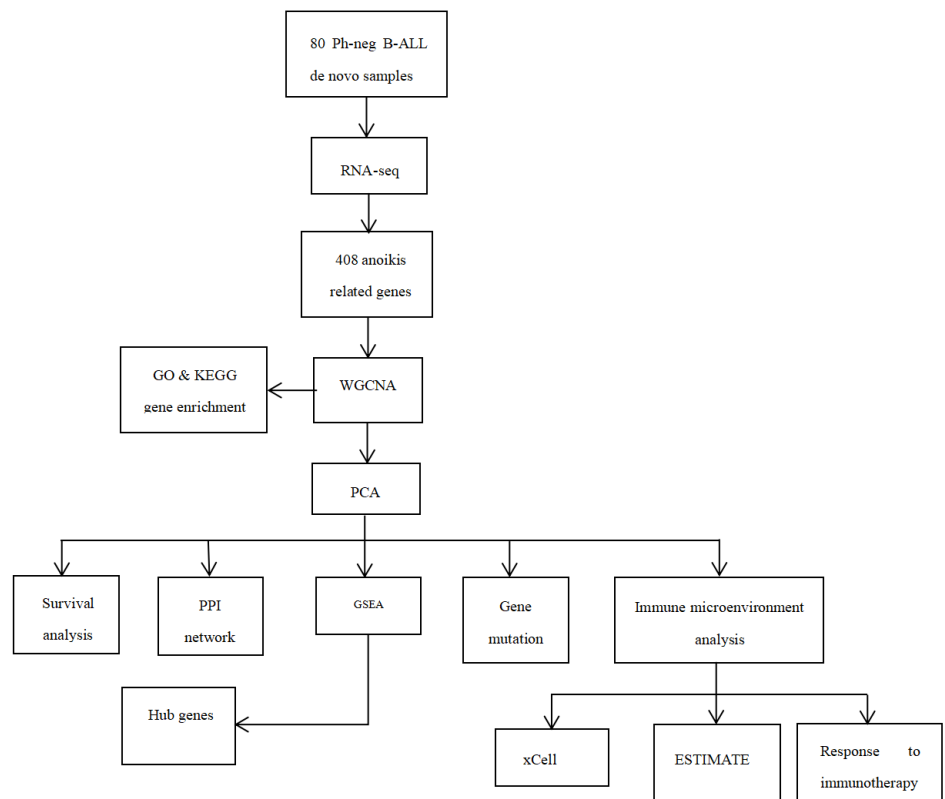 80 Ph-neg B-ALL
de novo samples
RNA-seq
408 anoikis
related genes
GO & KEGG
gene enrichment
WGCNA
PCA
Survival
analysis
PPI
network
GSEA
Gene
mutation
Immune microenvironment
analysis
Hub genes
xCell
ESTIMATE
Response to
immunotherapy